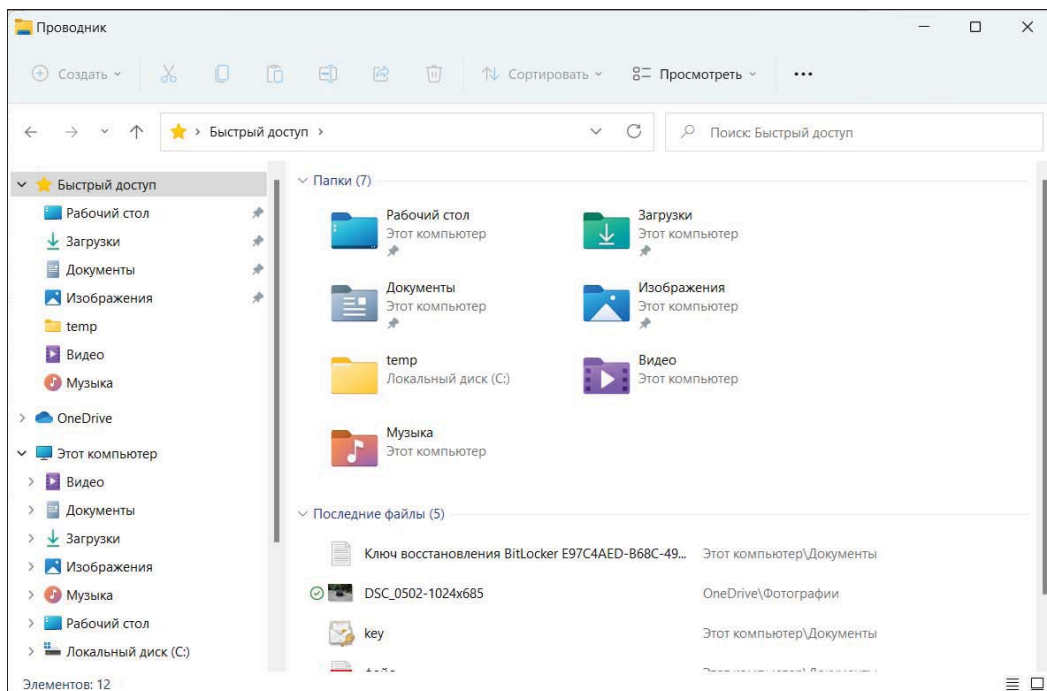 Проводник
Создать
Сортировать
Просмотреть
Быстрый доступ
Поиск: Быстрый доступ
Быстрый доступ
Рабочий стол
Загрузки
Документы
Изображения
temp
Видео
Музыка
OneDrive
Этот компьютер
Видео
Документы
Загрузки
Изображения
Музыка
Рабочий стол
Локальный диск (C:)
Папки (7)
Рабочий стол
Этот компьютер
Загрузки
Этот компьютер
Документы
Этот компьютер
Изображения
Этот компьютер
temp
Локальный диск (C:)
Видео
Этот компьютер
Музыка
Этот компьютер
Последние файлы (5)
Ключ восстановления BitLocker E97C4AED-B68C-49... Этот компьютер\Документы
DSC_0502-1024x685 OneDrive\Фотографии
key Этот компьютер\Документы
Элементов: 12